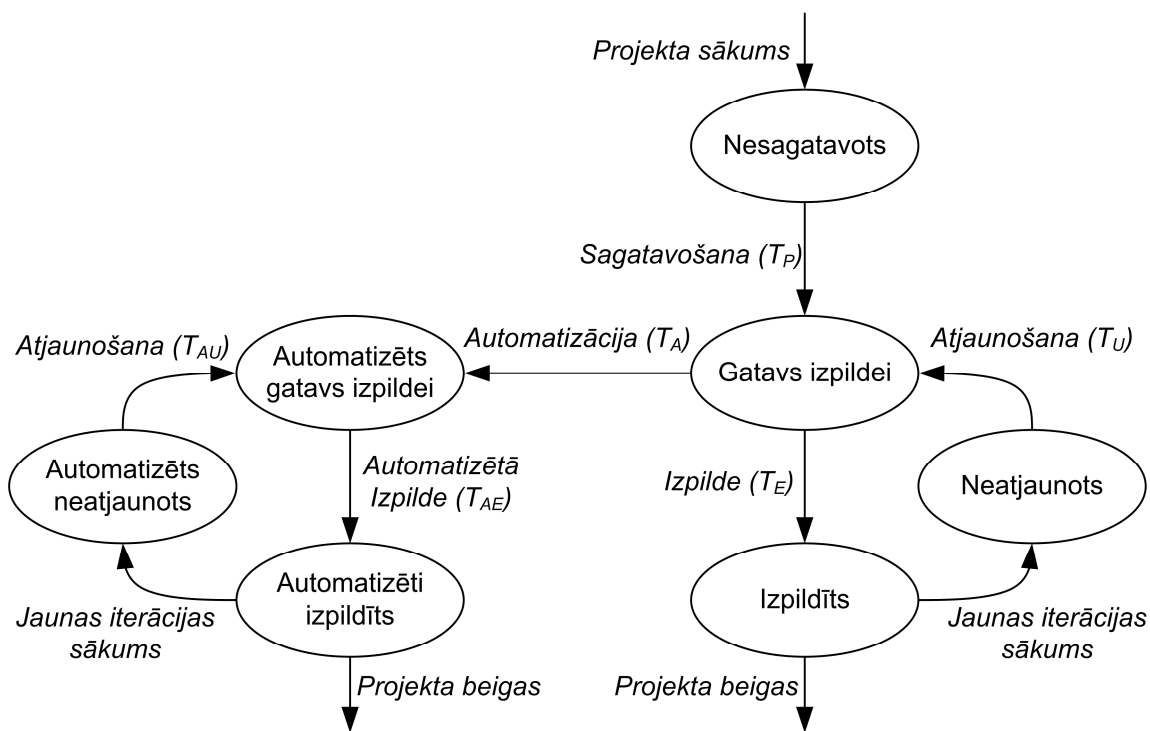 Projekta sākums
Nesagatavots
Sagatavošana (TP)
Atjaunošana (TAU)
Automatizēts
gatavs izpildei
Automatizācija (TA)
Gatavs izpildei
Atjaunošana (TU)
Automatizēts
neatjaunots
Automatizētā
Izpilde (TAE)
Izpilde (TE)
Neatjaunots
Jaunas iterācijas
sākums
Automatizēti
izpildīts
Izpildīts
Jaunas iterācijas
sākums
Projekta beigas
Projekta beigas